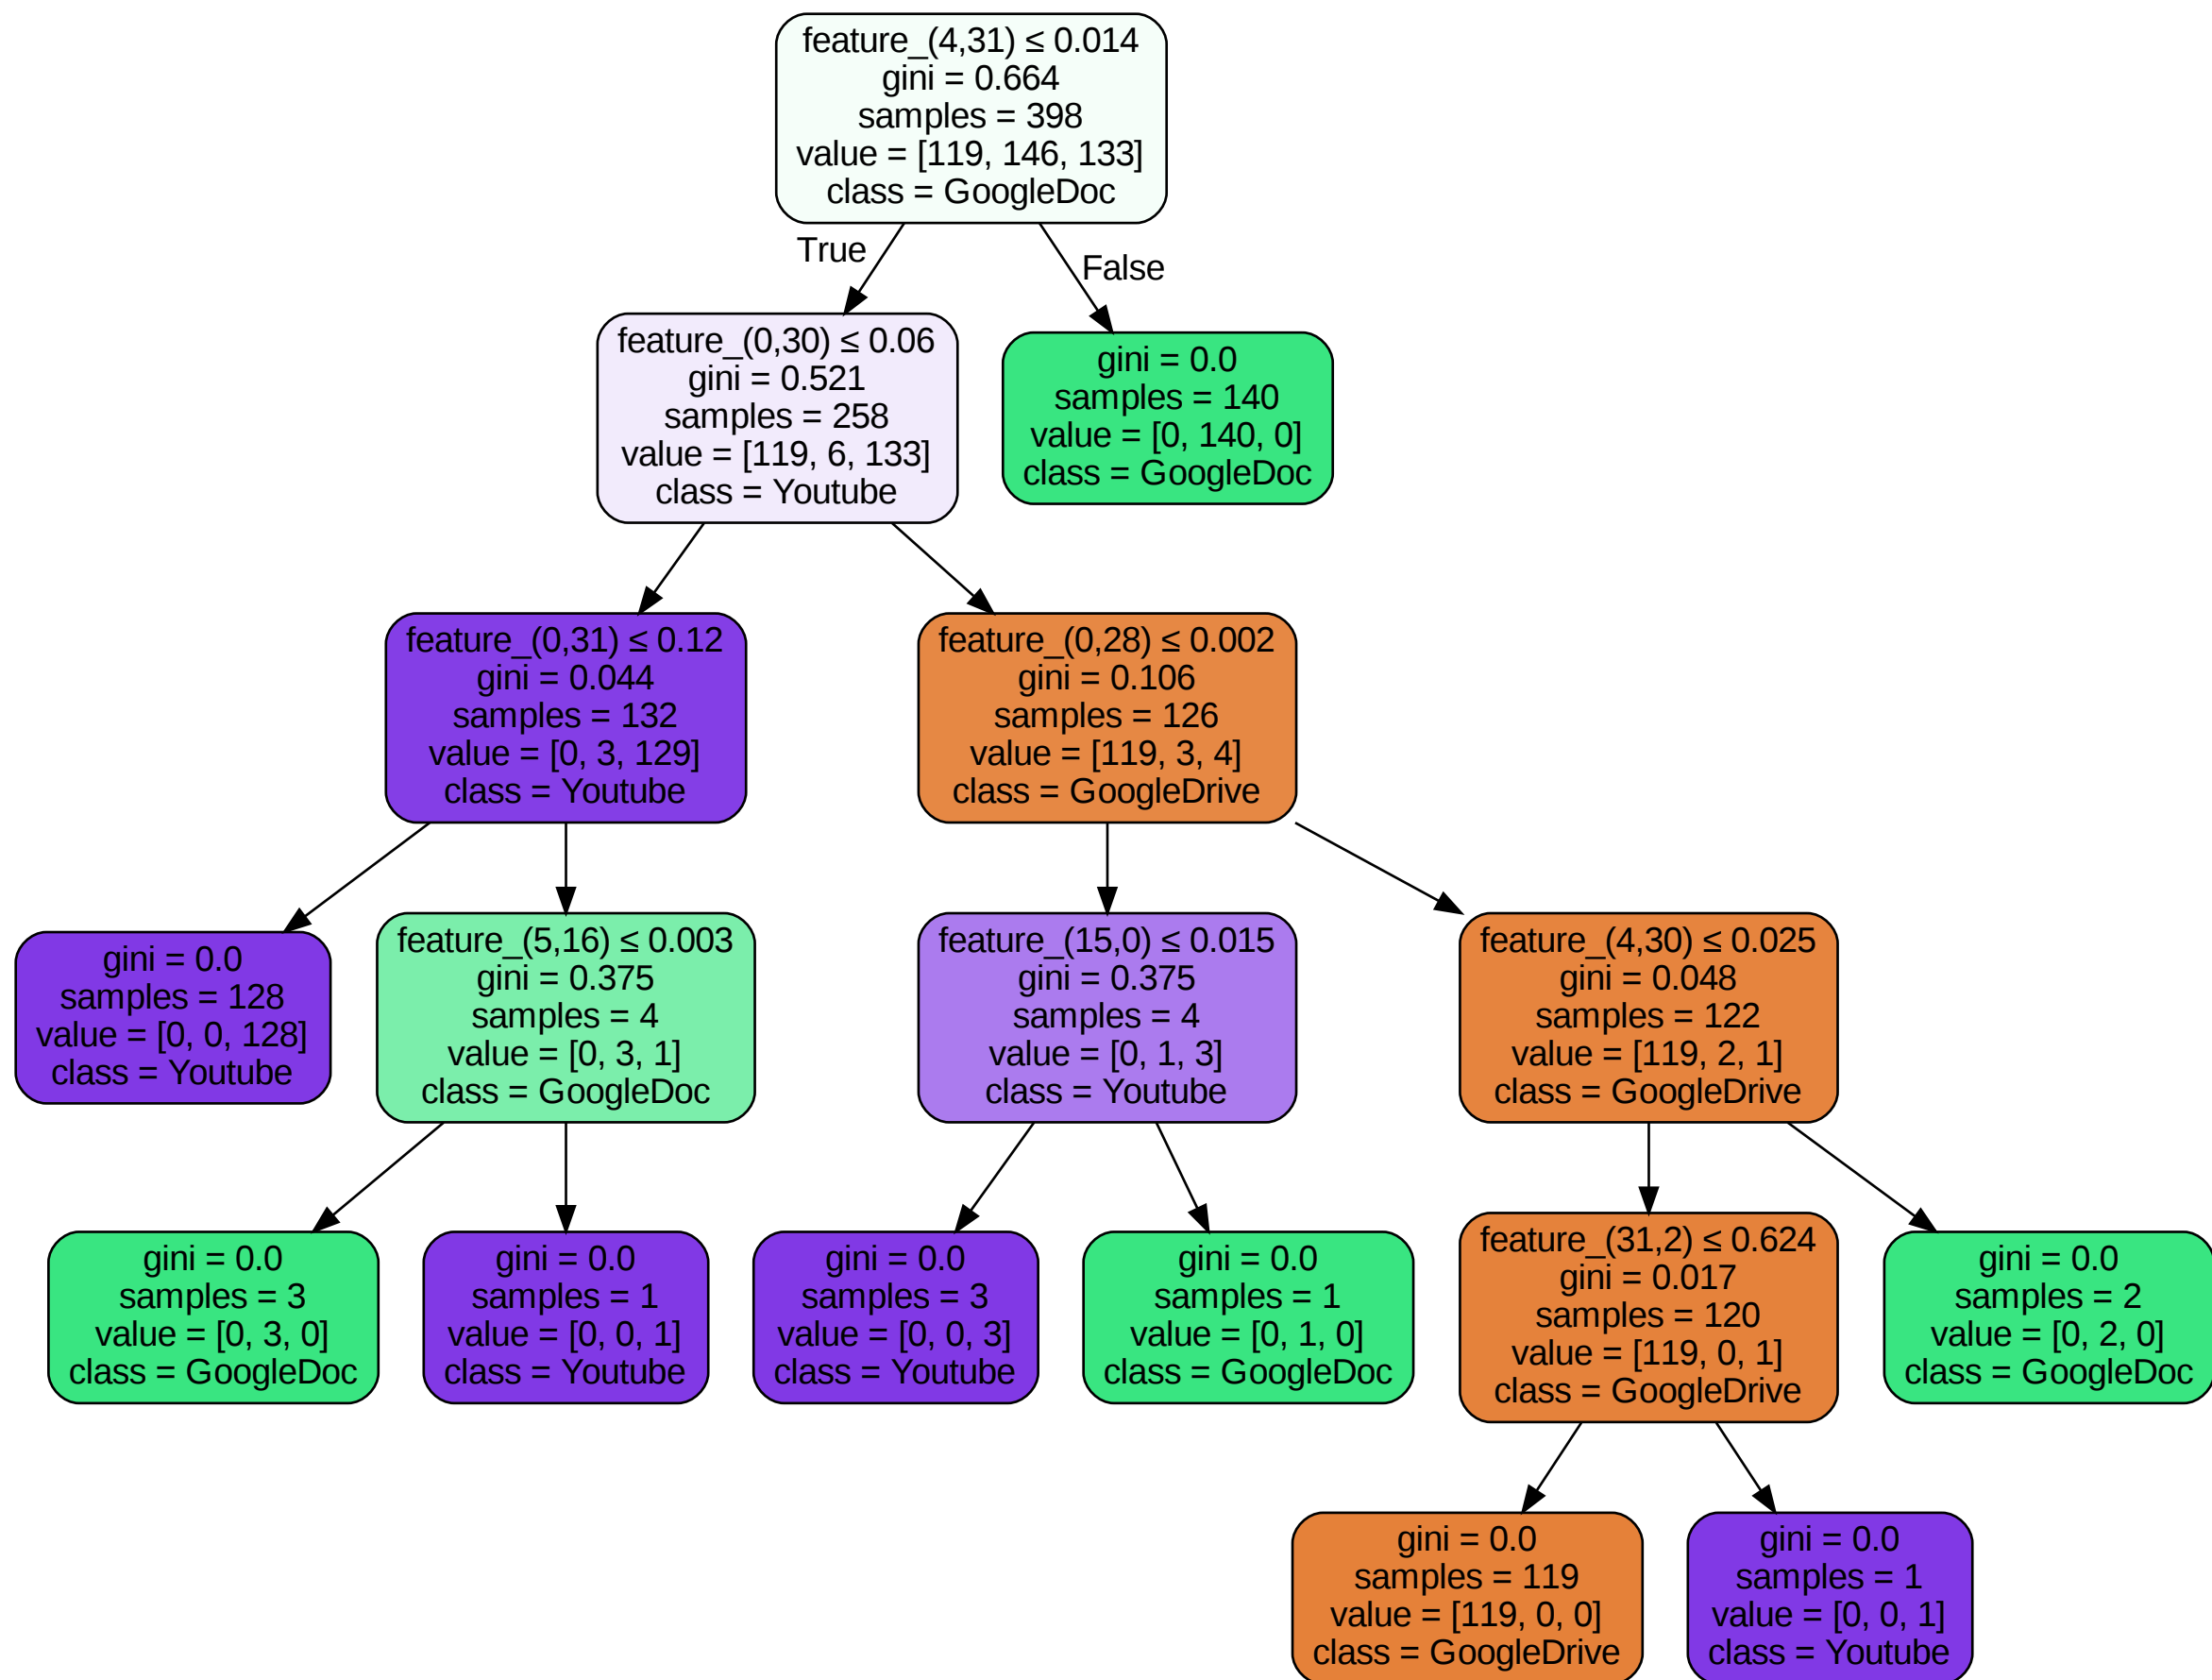 feature_(4,31) ≤ 0.014
gini = 0.664
samples = 398
value = [119, 146, 133]
class = GoogleDoc
True
False
feature_(0,30) ≤ 0.06
gini = 0.521
samples = 258
value = [119, 6, 133]
class = Youtube
gini = 0.0
samples = 140
value = [0, 140, 0]
class = GoogleDoc
feature_(0,31) ≤ 0.12
gini = 0.044
samples = 132
value = [0, 3, 129]
class = Youtube
feature_(0,28) ≤ 0.002
gini = 0.106
samples = 126
value = [119, 3, 4]
class = GoogleDrive
gini = 0.0
samples = 128
value = [0, 0, 128]
class = Youtube
feature_(5,16) ≤ 0.003
gini = 0.375
samples = 4
value = [0, 3, 1]
class = GoogleDoc
feature_(15,0) ≤ 0.015
gini = 0.375
samples = 4
value = [0, 1, 3]
class = Youtube
feature_(4,30) ≤ 0.025
gini = 0.048
samples = 122
value = [119, 2, 1]
class = GoogleDrive
gini = 0.0
samples = 3
value = [0, 3, 0]
class = GoogleDoc
gini = 0.0
samples = 1
value = [0, 0, 1]
class = Youtube
gini = 0.0
samples = 3
value = [0, 0, 3]
class = Youtube
gini = 0.0
samples = 1
value = [0, 1, 0]
class = GoogleDoc
feature_(31,2) ≤ 0.624
gini = 0.017
samples = 120
value = [119, 0, 1]
class = GoogleDrive
gini = 0.0
samples = 2
value = [0, 2, 0]
class = GoogleDoc
gini = 0.0
samples = 119
value = [119, 0, 0]
class = GoogleDrive
gini = 0.0
samples = 1
value = [0, 0, 1]
class = Youtube